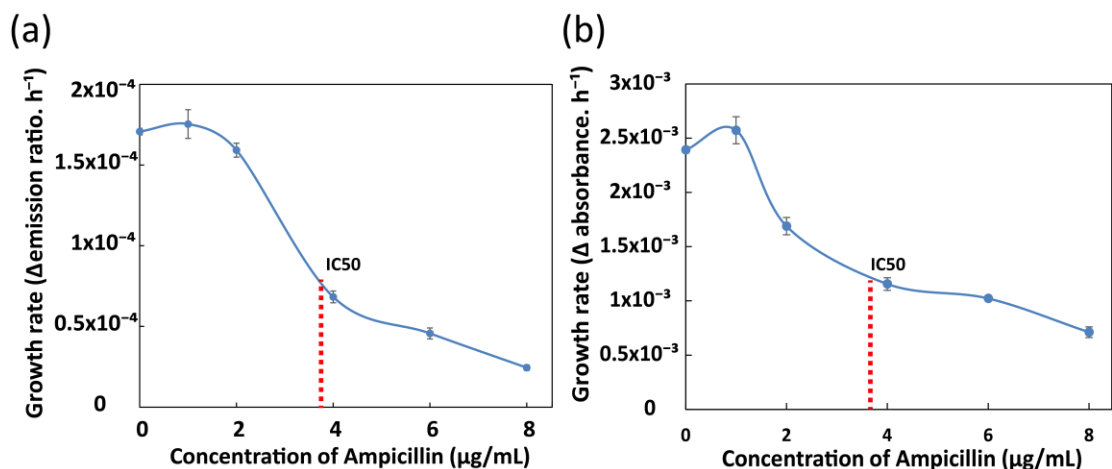 (a)
Growth rate (Δemission ratio. h⁻¹)
2x10⁻⁴
1.5x10⁻⁴
1x10⁻⁴
0.5x10⁻⁴
0
IC50
0 2 4 6 8
Concentration of Ampicillin (µg/mL)
(b)
Growth rate (Δ absorbance. h⁻¹)
3x10⁻³
2.5x10⁻³
2x10⁻³
1.5x10⁻³
1x10⁻³
0.5x10⁻³
0
IC50
0 2 4 6 8
Concentration of Ampicillin (µg/mL)